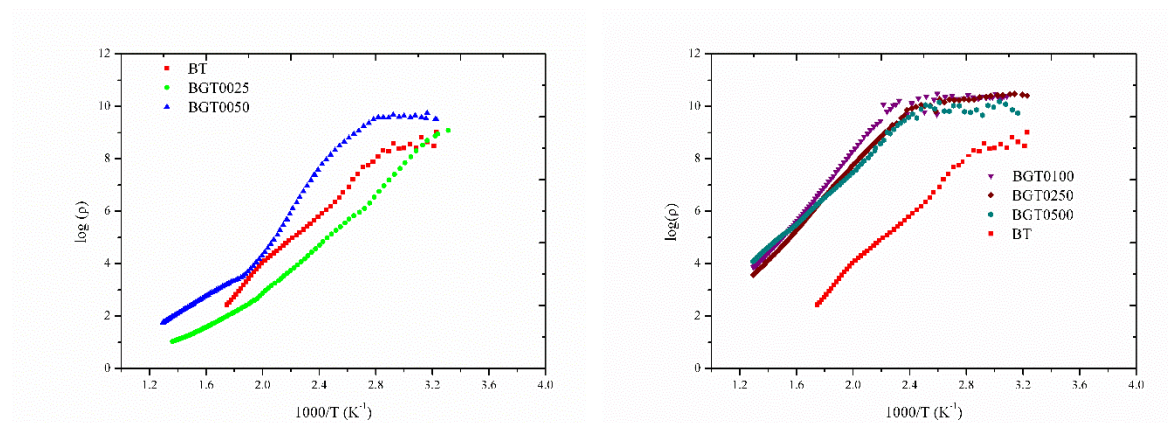 12
10
8
6
4
2
0
log (ρ)
BT
BGT0025
BGT0050
1.2 1.6 2.0 2.4 2.8 3.2 3.6 4.0
1000/T (K⁻¹)
12
10
8
6
4
2
0
log(ρ)
BGT0100
BGT0250
BGT0500
BT
1.2 1.6 2.0 2.4 2.8 3.2 3.6 4.0
1000/T (K⁻¹)